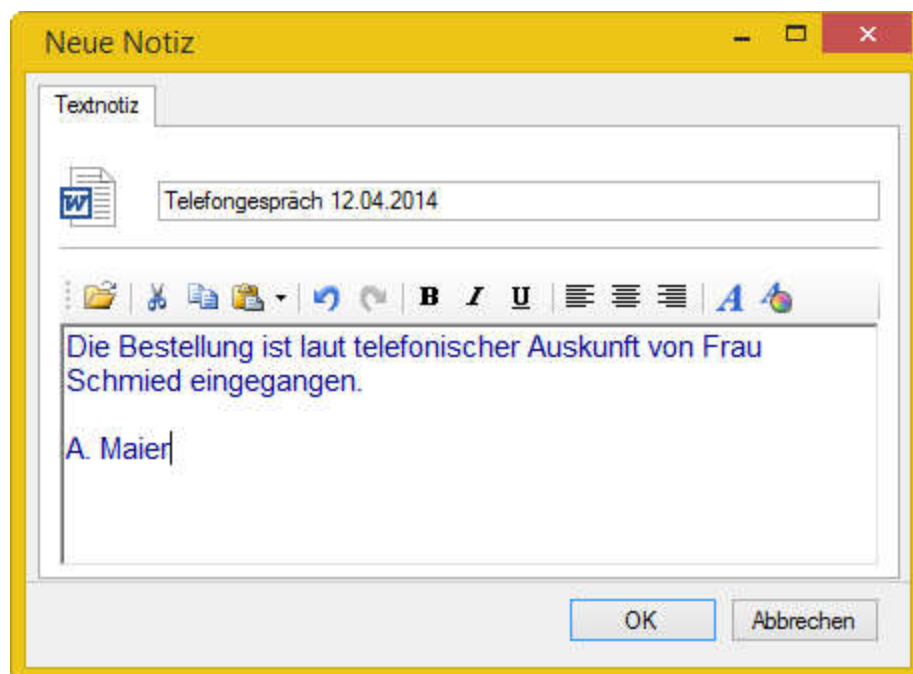 Neue Notiz
Textnotiz
Telefongespräch 12.04.2014
B I U A
Die Bestellung ist laut telefonischer Auskunft von Frau
Schmied eingegangen.
A. Maier
OK Abbrechen